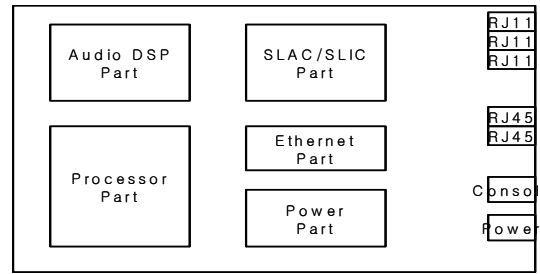 Audio DSP
Part
SLAC/SLIC
Part
RJ11
RJ11
RJ11
RJ45
RJ45
Ethernet
Part
Processor
Part
Consol
Power
Part
Power